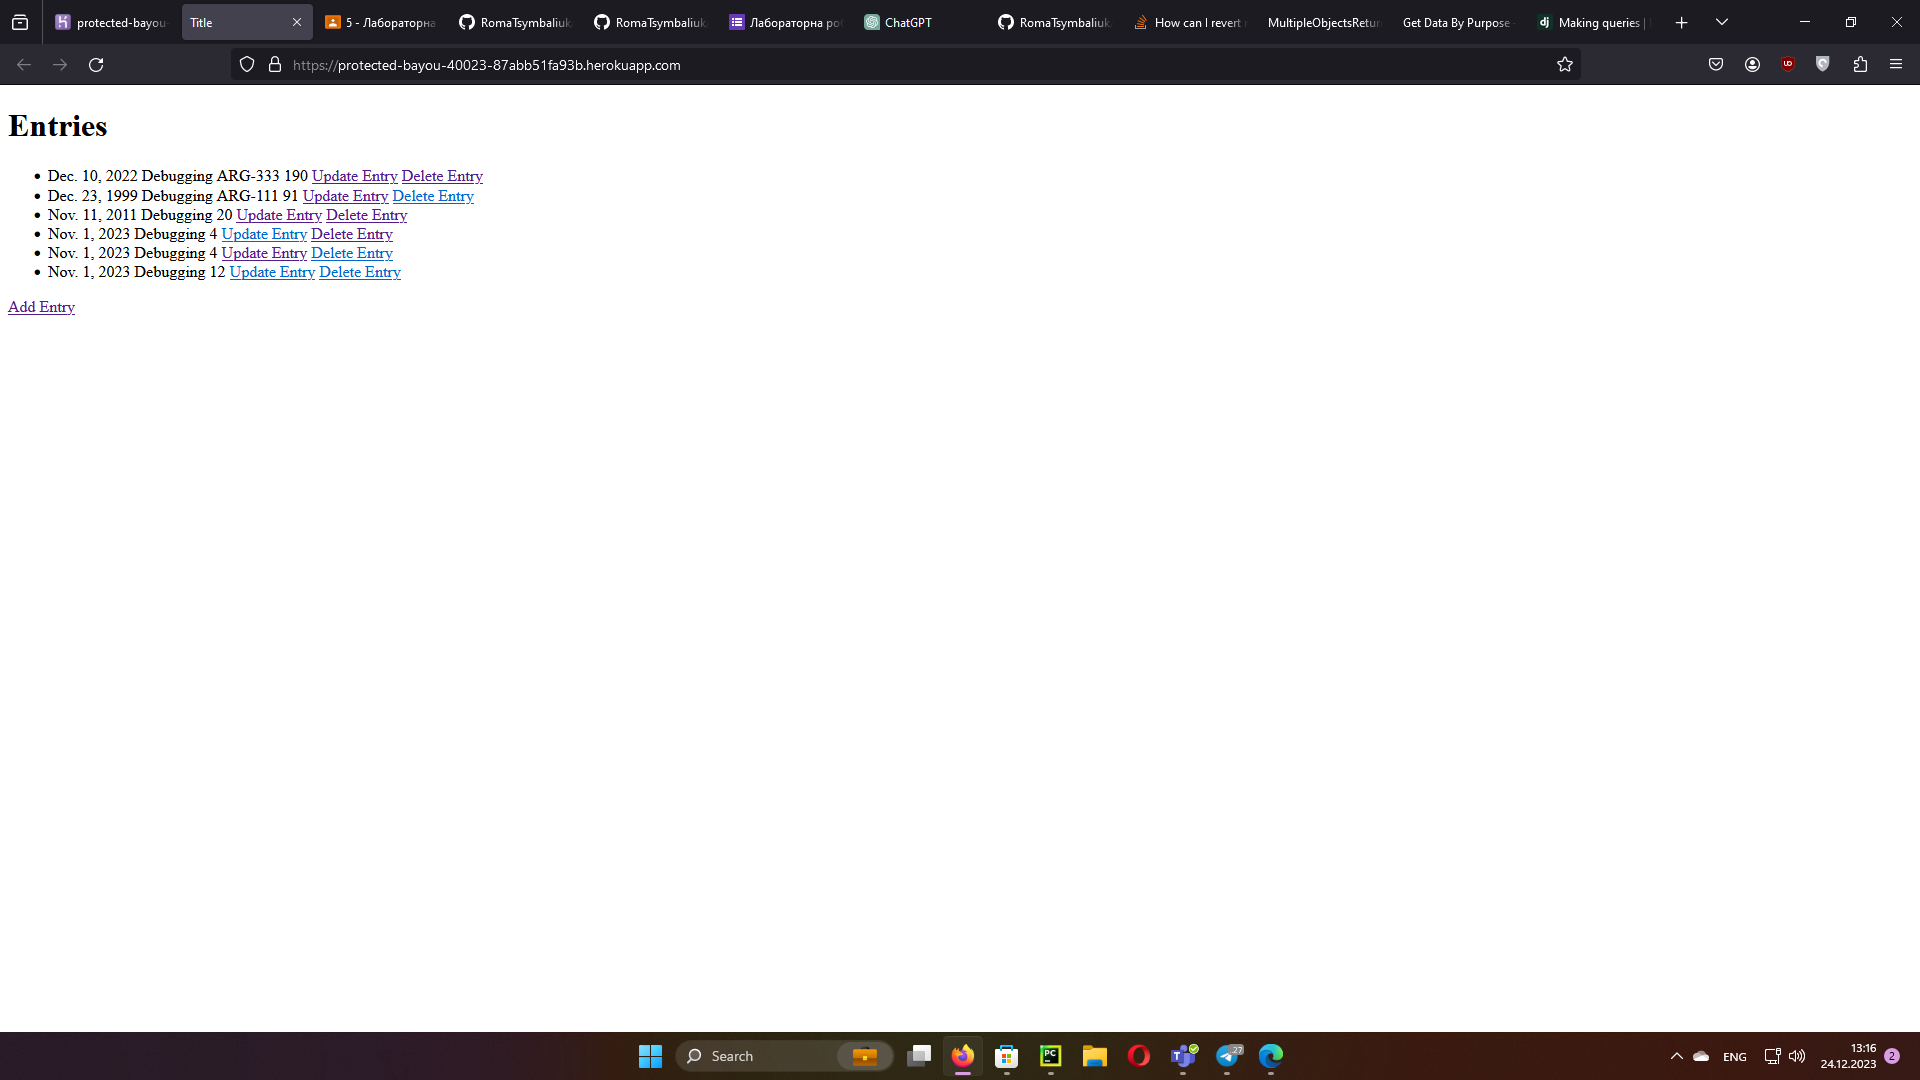 protected-bayou-
Title
5 - Лабораторна
RomaTsymbaliuk
RomaTsymbaliuk
Лабораторна ро
ChatGPT
RomaTsymbaliuk
How can I revert
MultipleObjectsRetur
Get Data By Purpose
Making queries |
https://protected-bayou-40023-87abb51fa93b.herokuapp.com
Entries
• Dec. 10, 2022 Debugging ARG-333 190 Update Entry Delete Entry
• Dec. 23, 1999 Debugging ARG-111 91 Update Entry Delete Entry
• Nov. 11, 2011 Debugging 20 Update Entry Delete Entry
• Nov. 1, 2023 Debugging 4 Update Entry Delete Entry
• Nov. 1, 2023 Debugging 4 Update Entry Delete Entry
• Nov. 1, 2023 Debugging 12 Update Entry Delete Entry
Add Entry
Search
27
ENG
13:16
24.12.2023
2